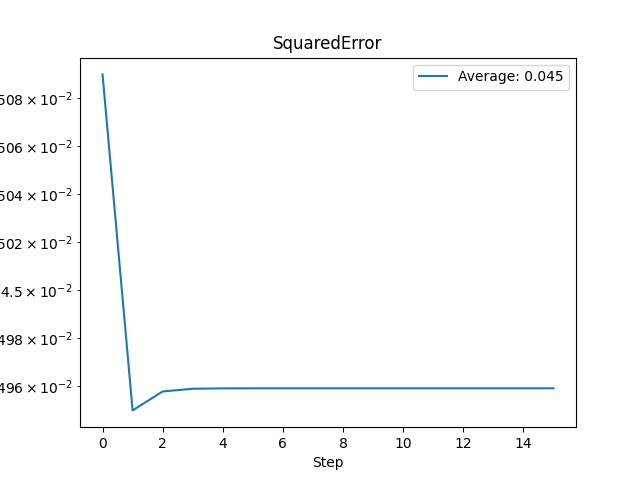 SquaredError
Average: 0.045
508 × 10⁻²
506 × 10⁻²
504 × 10⁻²
502 × 10⁻²
4.5 × 10⁻²
498 × 10⁻²
496 × 10⁻²
0 2 4 6 8 10 12 14
Step